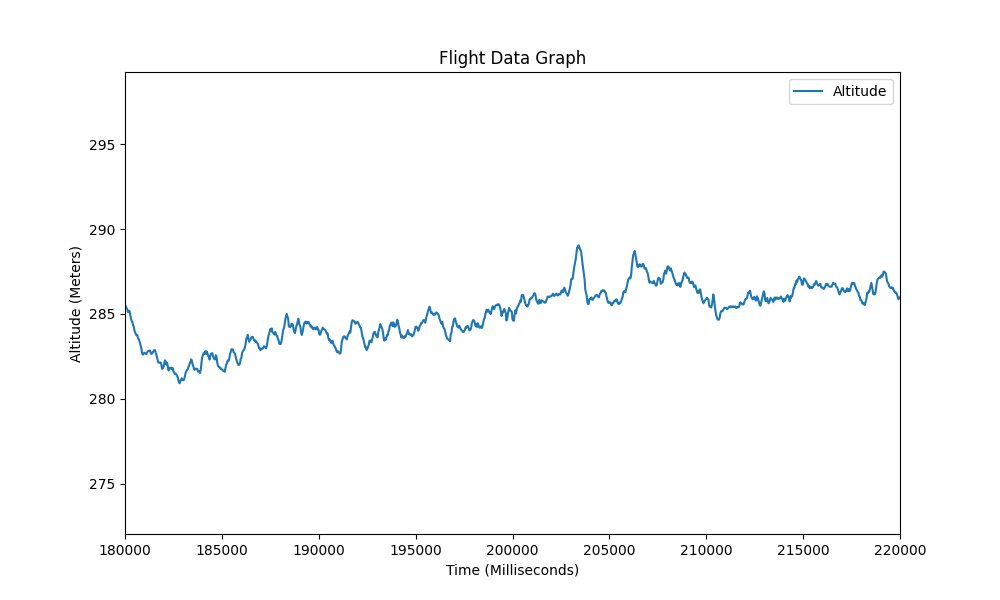 Flight Data Graph
Altitude
295
290
285
280
275
Altitude (Meters)
180000 185000 190000 195000 200000 205000 210000 215000 220000
Time (Milliseconds)